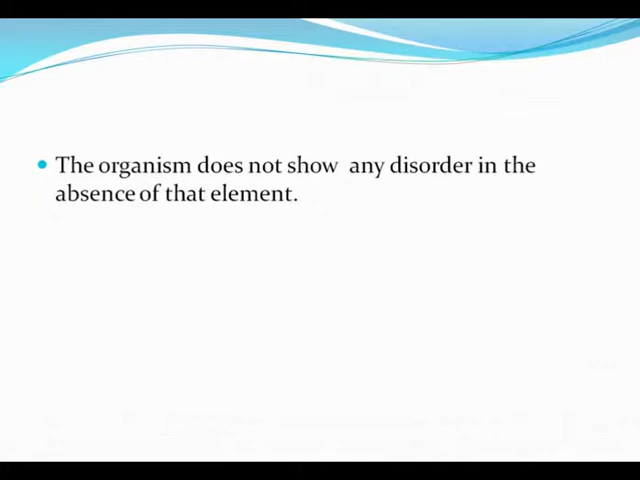 The organism does not show any disorder in the
absence of that element.